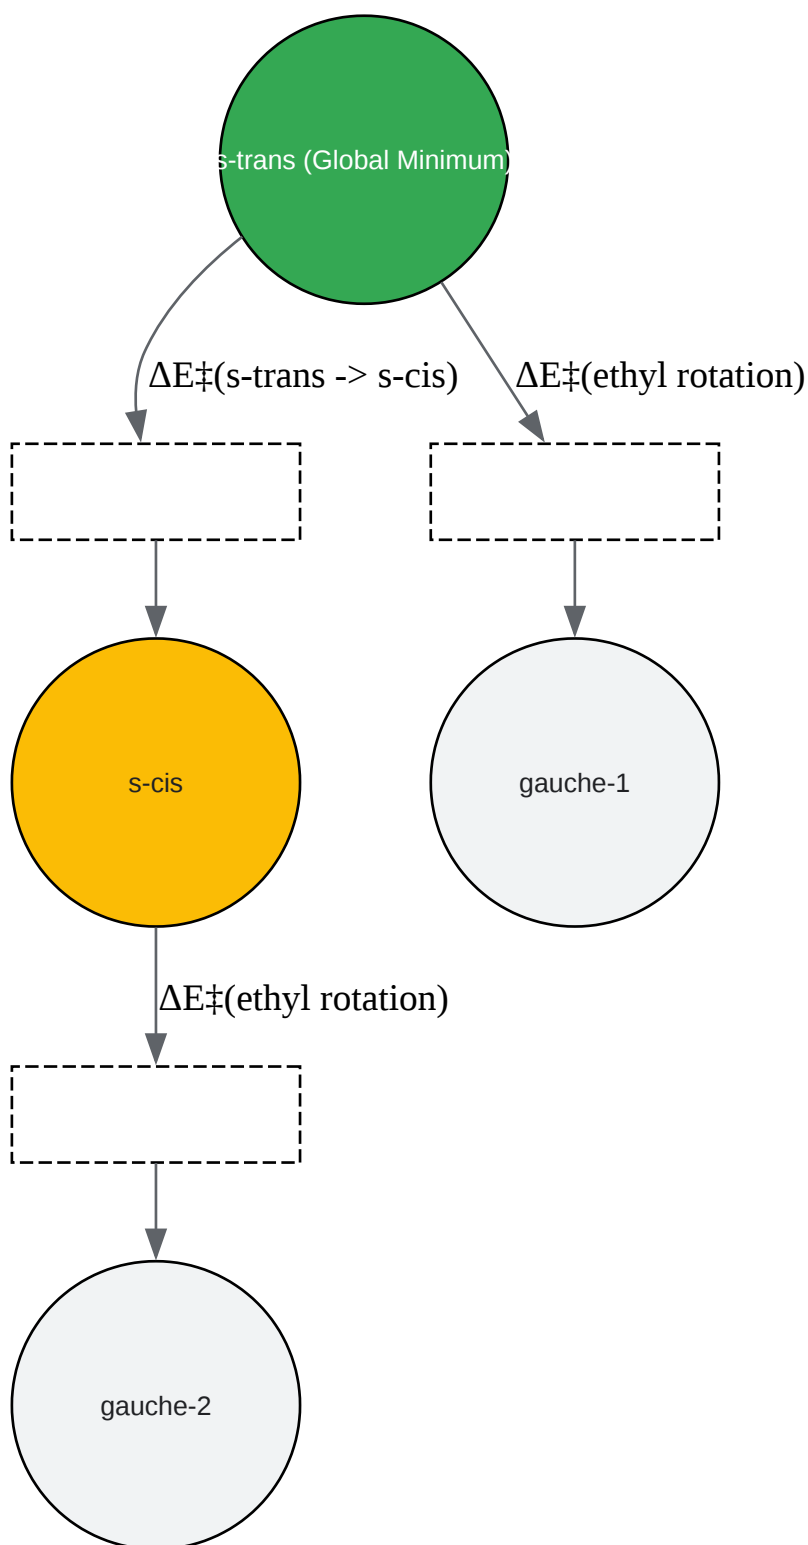 s-trans (Global Minimum)
ΔE‡(s-trans -> s-cis)
ΔE‡(ethyl rotation)
s-cis
gauche-1
ΔE‡(ethyl rotation)
gauche-2